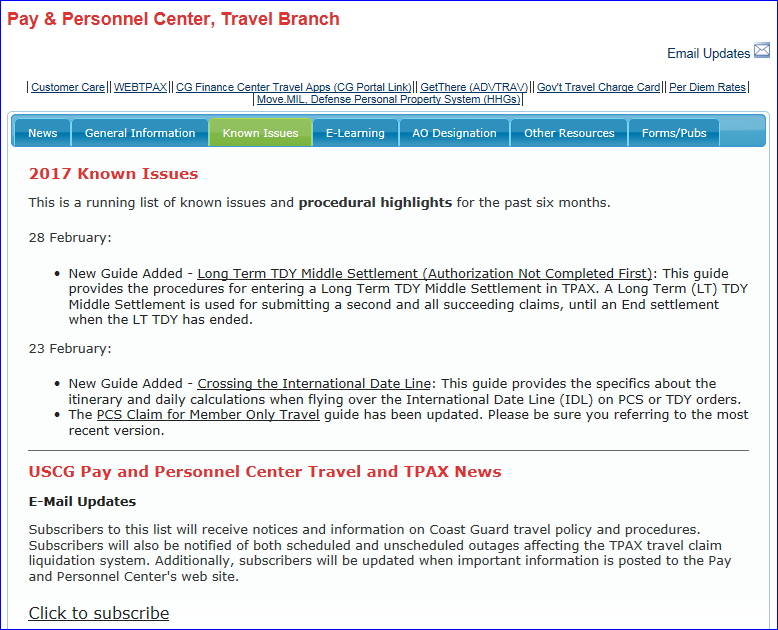 Pay & Personnel Center, Travel Branch
Email Updates
| Customer Care|| WEBTPAX|| CG Finance Center Travel Apps (CG Portal Link)|| GetThere (ADVTRAV)|| Gov't Travel Charge Card|| Per Diem Rates|
|Move.MIL, Defense Personal Property System (HHGs)|
News General Information Known Issues E-Learning AO Designation Other Resources Forms/Pubs
2017 Known Issues
This is a running list of known issues and procedural highlights for the past six months.
28 February:
• New Guide Added - Long Term TDY Middle Settlement (Authorization Not Completed First): This guide
provides the procedures for entering a Long Term TDY Middle Settlement in TPAX. A Long Term (LT) TDY
Middle Settlement is used for submitting a second and all succeeding claims, until an End settlement
when the LT TDY has ended.
23 February:
• New Guide Added - Crossing the International Date Line: This guide provides the specifics about the
itinerary and daily calculations when flying over the International Date Line (IDL) on PCS or TDY orders.
• The PCS Claim for Member Only Travel guide has been updated. Please be sure you referring to the most
recent version.
USCG Pay and Personnel Center Travel and TPAX News
E-Mail Updates
Subscribers to this list will receive notices and information on Coast Guard travel policy and procedures.
Subscribers will also be notified of both scheduled and unscheduled outages affecting the TPAX travel claim
liquidation system. Additionally, subscribers will be updated when important information is posted to the Pay
and Personnel Center's web site.
Click to subscribe